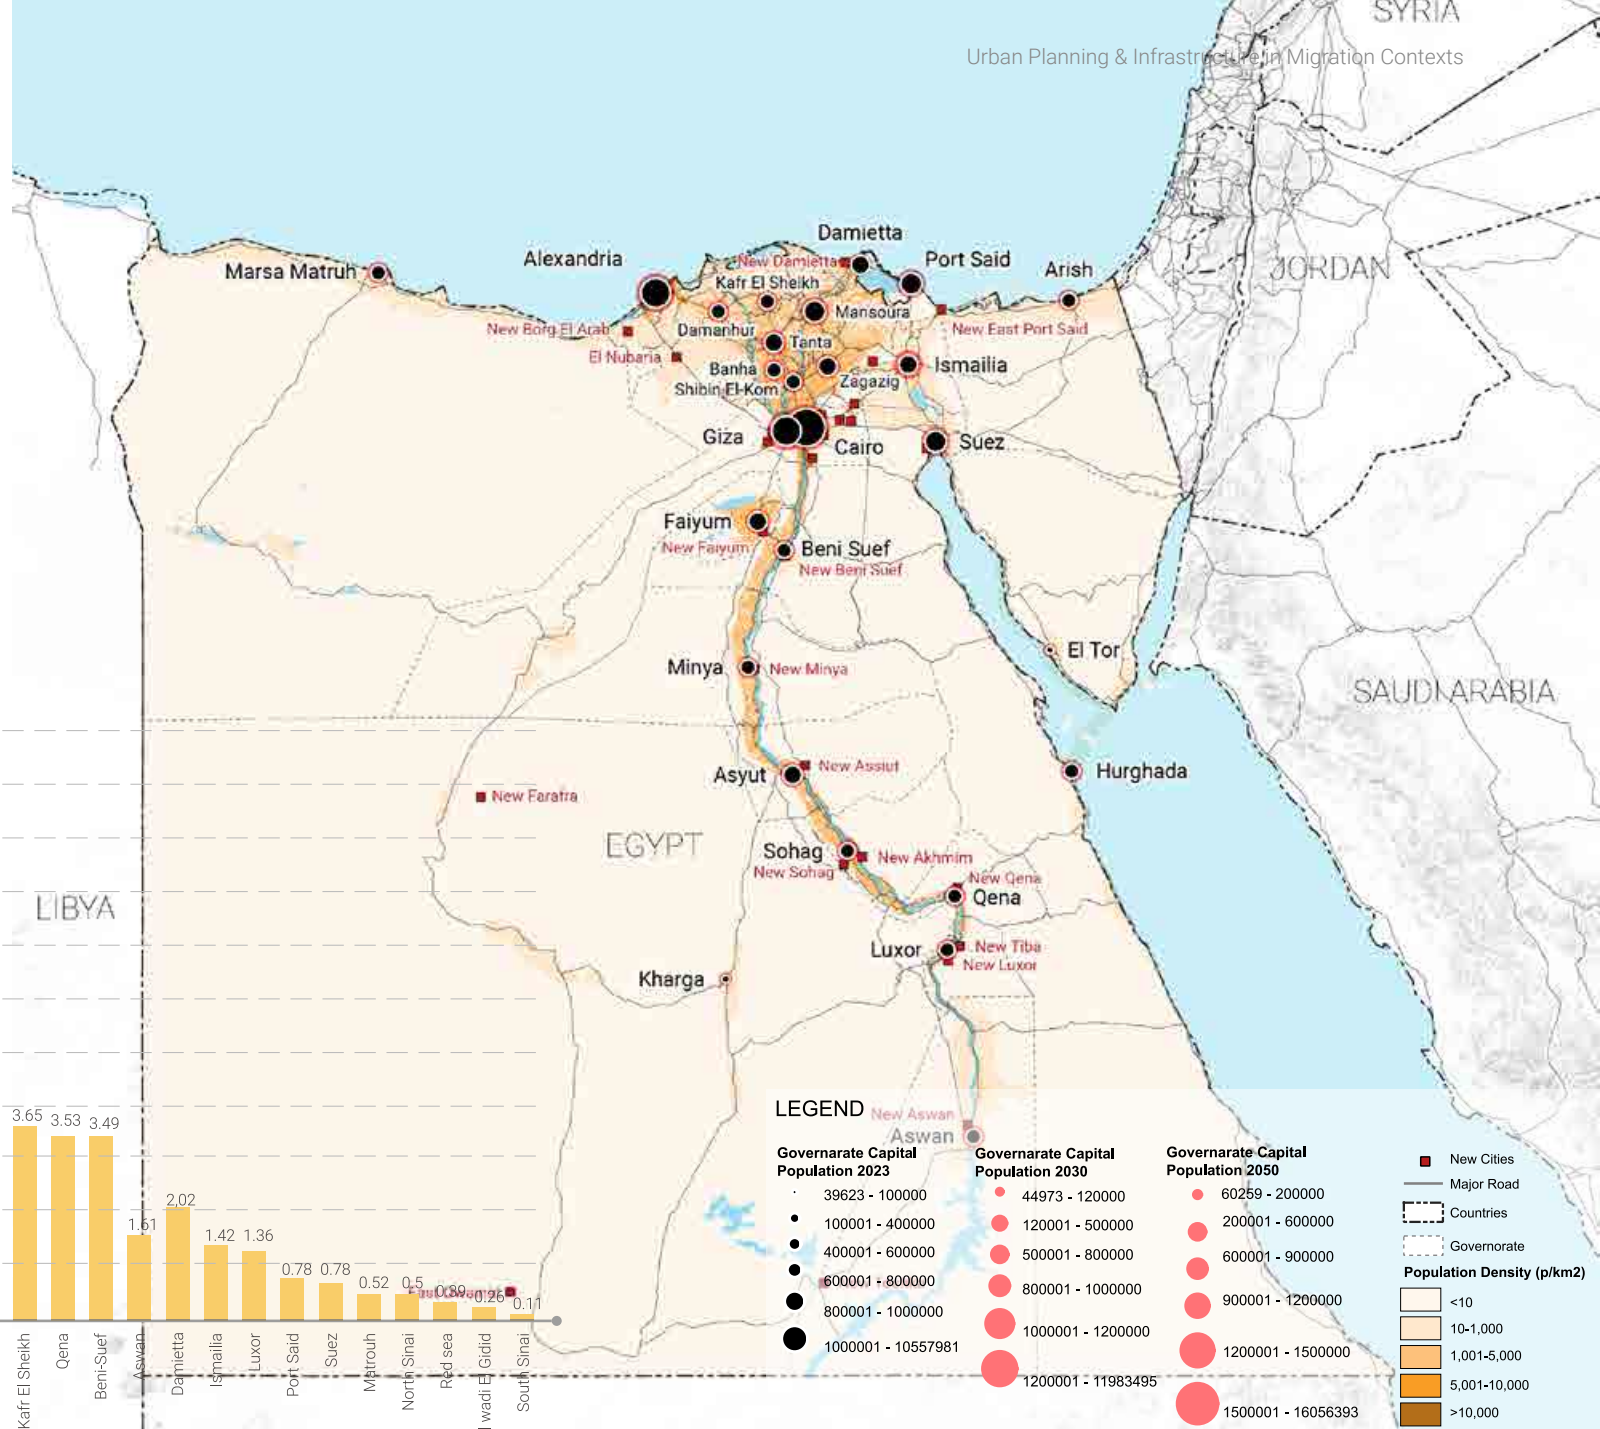 SYRIA
Urban Planning & Infrastructure in Migration Contexts
Damietta
Alexandria
Port Said
New Damietta
Marsa Matruh
Arish
JORDAN
Kafr El Sheikh
Mansoura
New Borg El Arab
Damanhur
New East Port Said
Tanta
El Nubaria
Banha
Ismailia
Shibin El-Kom
Zagazig
Giza
Cairo
Suez
Faiyum
New Faiyum
Beni Suef
New Beni Suef
El Tor
Minya
New Minya
SAUDI ARABIA
Asyut
New Assiut
Hurghada
New Farafra
EGYPT
Sohag
New Akhmim
New Sohag
New Qena
Qena
LIBYA
Luxor
New Tiba
New Luxor
Kharga
New Aswan
Aswan
3.65
3.53
3.49
1.61
2,02
1.42
1.36
0.78
0.78
0.52
0.5
0.39
0.26
0.11
Kafr El Sheikh
Qena
Beni-Suef
Aswan
Damietta
Ismailia
Luxor
Port Said
Suez
Matrouh
North Sinai
Red sea
wadi El Gidid
South Sinai
LEGEND
Governarate Capital
Population 2023
39623 - 100000
100001 - 400000
400001 - 600000
600001 - 800000
800001 - 1000000
1000001 - 10557981
Governarate Capital
Population 2030
44973 - 120000
120001 - 500000
500001 - 800000
800001 - 1000000
1000001 - 1200000
1200001 - 11983495
Governarate Capital
Population 2050
60259 - 200000
200001 - 600000
600001 - 900000
900001 - 1200000
1200001 - 1500000
1500001 - 16056393
New Cities
Major Road
Countries
Governorate
Population Density (p/km2)
<10
10-1,000
1,001-5,000
5,001-10,000
>10,000